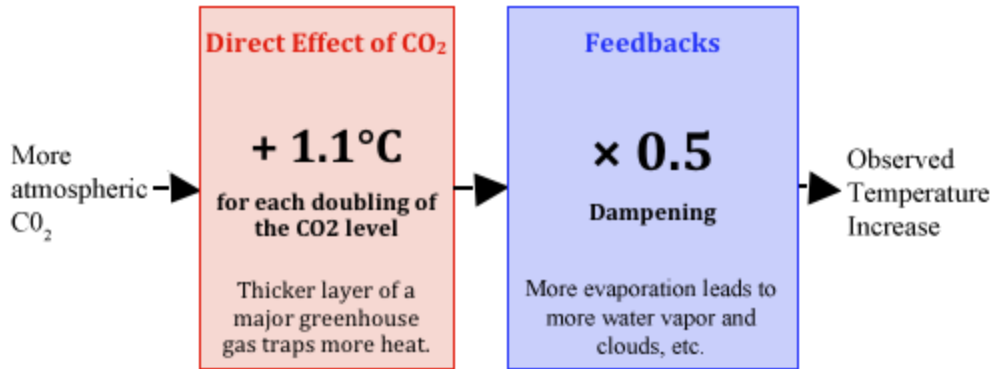 More
atmospheric
C0₂
Direct Effect of CO₂
+ 1.1°C
for each doubling of
the CO2 level
Thicker layer of a
major greenhouse
gas traps more heat.
Feedbacks
× 0.5
Dampening
More evaporation leads to
more water vapor and
clouds, etc.
Observed
Temperature
Increase